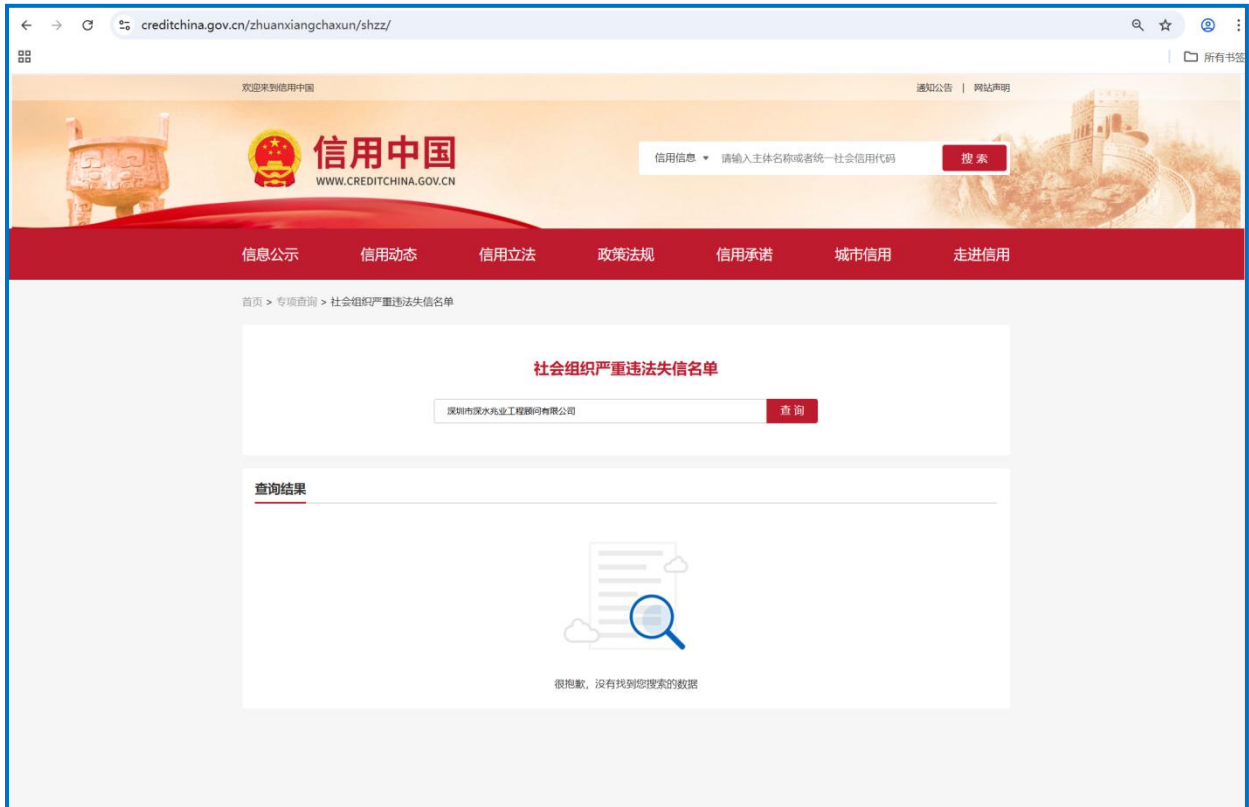 creditchina.gov.cn/zhuanxiangchaxun/shzz/
所有书签
欢迎来到信用中国
通知公告 | 网站声明
信用中国
WWW.CREDITCHINA.GOV.CN
信用信息 请输入主体名称或者统一社会信用代码 搜索
信息公示 信用动态 信用立法 政策法规 信用承诺 城市信用 走进信用
首页 > 专项查询 > 社会组织严重违法失信名单
社会组织严重违法失信名单
深圳市深水兆业工程顾问有限公司 查询
查询结果
很抱歉，没有找到您搜索的数据